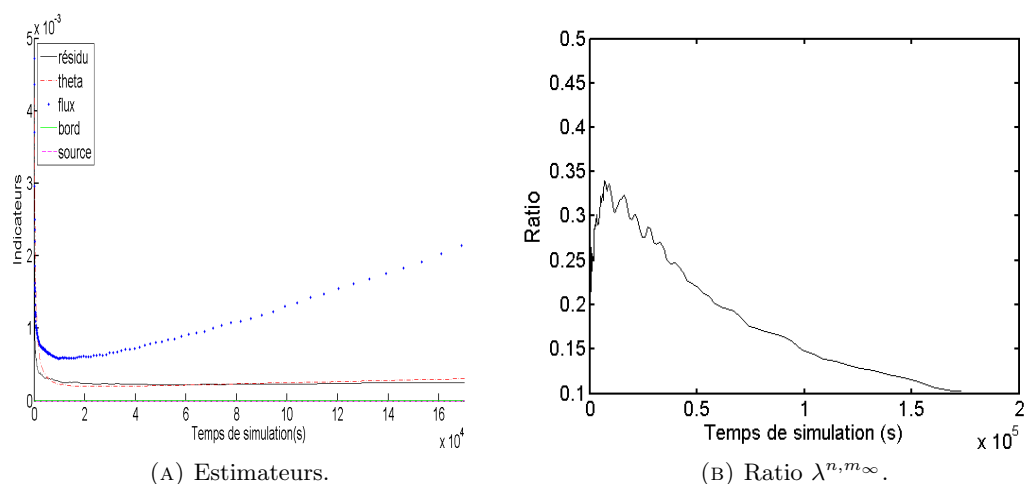 x 10^-3
5
4
3
2
1
0
Indicateurs
résidu
theta
flux
bord
source
0 2 4 6 8 10 12 14 16
Temps de simulation(s)
x 10^4
(A) Estimateurs.
0.5
0.45
0.4
0.35
0.3
0.25
0.2
0.15
0.1
Ratio
0 0.5 1 1.5 2
Temps de simulation (s)
x 10^5
(B) Ratio λ^{n,m∞}.